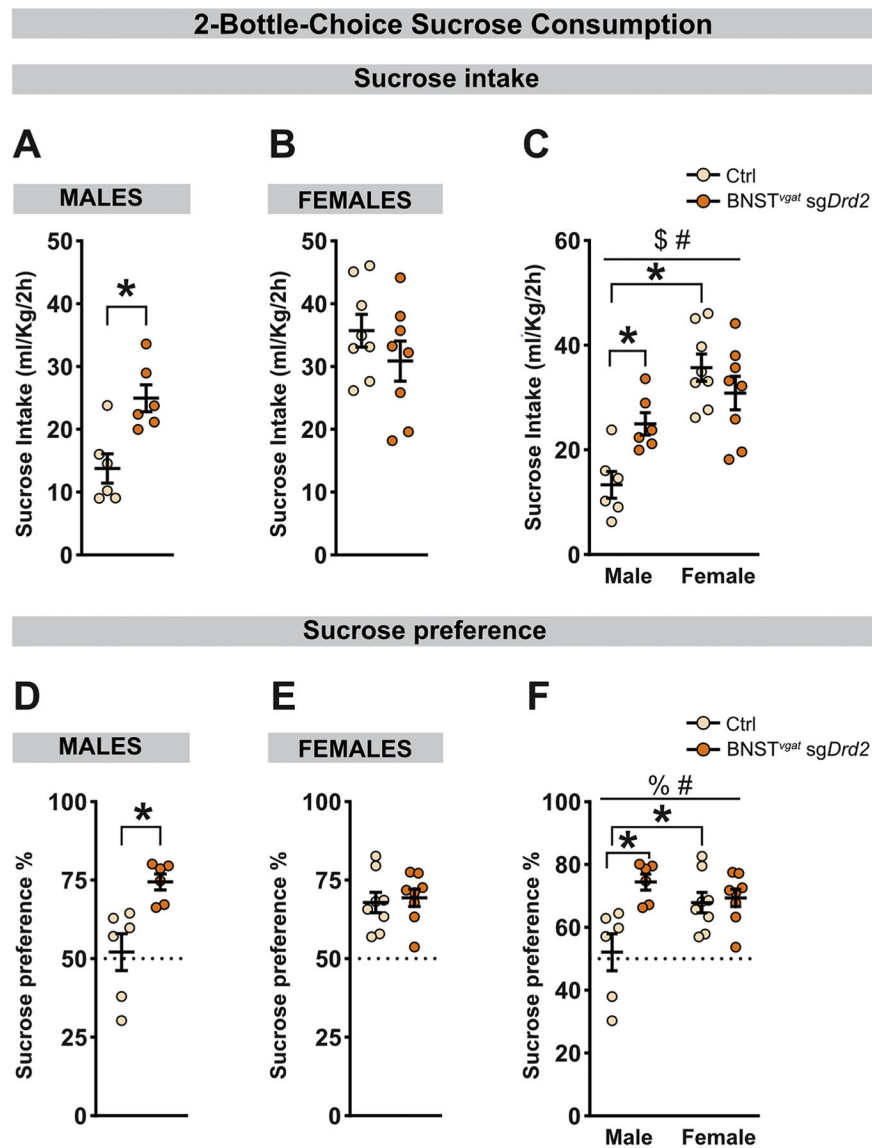 2-Bottle-Choice Sucrose Consumption
Sucrose intake
A
MALES
Sucrose Intake (ml/Kg/2h)
50
40
30
20
10
0
*
B
FEMALES
Sucrose Intake (ml/Kg/2h)
50
40
30
20
10
0
C
Ctrl
BNSTvgat sgDrd2
Sucrose Intake (ml/Kg/2h)
60
40
20
0
$ #
*
*
Male Female
Sucrose preference
D
MALES
Sucrose preference %
100
75
50
25
0
*
E
FEMALES
Sucrose preference %
100
75
50
25
0
F
Ctrl
BNSTvgat sgDrd2
Sucrose preference %
100
80
60
40
20
0
% #
*
*
Male Female